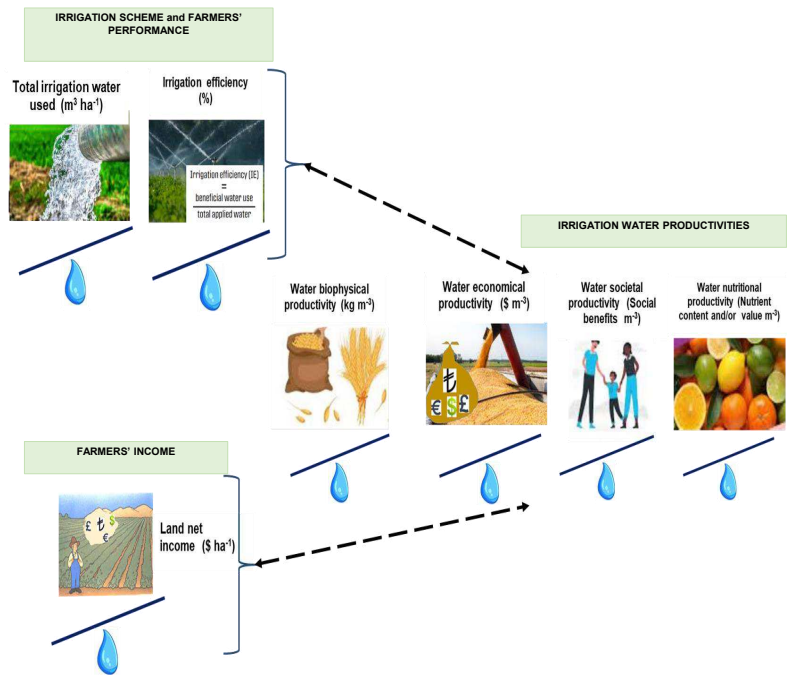 IRRIGATION SCHEME and FARMERS'
PERFORMANCE
Total irrigation water
used (m³ ha⁻¹)
Irrigation efficiency
(%)
Irrigation efficiency (IE)
=
beneficial water use
total applied water
IRRIGATION WATER PRODUCTIVITIES
Water biophysical
productivity (kg m⁻³)
Water economical
productivity ($ m⁻³)
€ ₺ $ £
Water societal
productivity (Social
benefits m⁻³)
Water nutritional
productivity (Nutrient
content and/or value m⁻³)
FARMERS' INCOME
£ ₺ $
€
Land net
income ($ ha⁻¹)